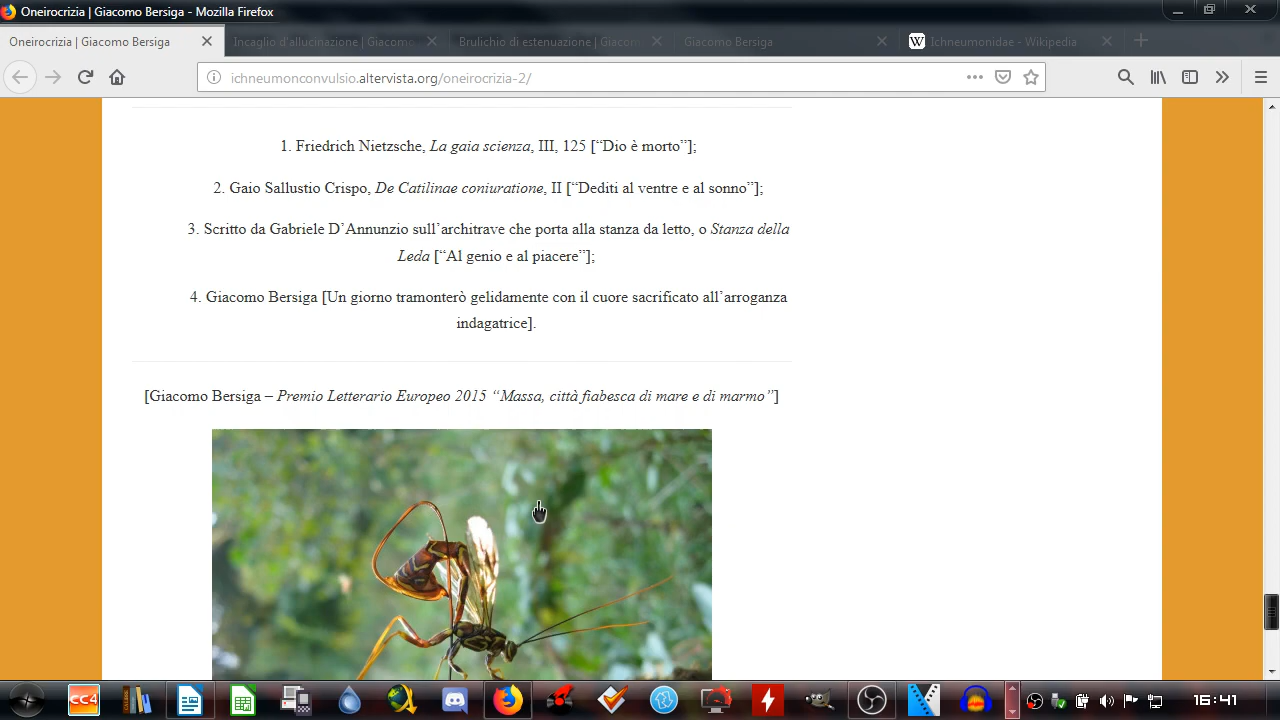 Oneirocrizia | Giacomo Bersiga - Mozilla Firefox
Oneirocrizia | Giacomo Bersiga
Incaglio d'allucinazione | Giacomo
Brulichio di estenuazione | Giacom
Giacomo Bersiga
W Ichneumonidae - Wikipedia
ichneumonconvulsio.altervista.org/oneirocrizia-2/
1. Friedrich Nietzsche, La gaia scienza, III, 125 [“Dio è morto”];
2. Gaio Sallustio Crispo, De Catilinae coniuratione, II [“Dediti al ventre e al sonno”];
3. Scritto da Gabriele D’Annunzio sull’architrave che porta alla stanza da letto, o Stanza della
Leda [“Al genio e al piacere”];
4. Giacomo Bersiga [Un giorno tramonterò gelidamente con il cuore sacrificato all’arroganza
indagatrice].
[Giacomo Bersiga – Premio Letterario Europeo 2015 “Massa, città fiabesca di mare e di marmo”]
CC4
16:41